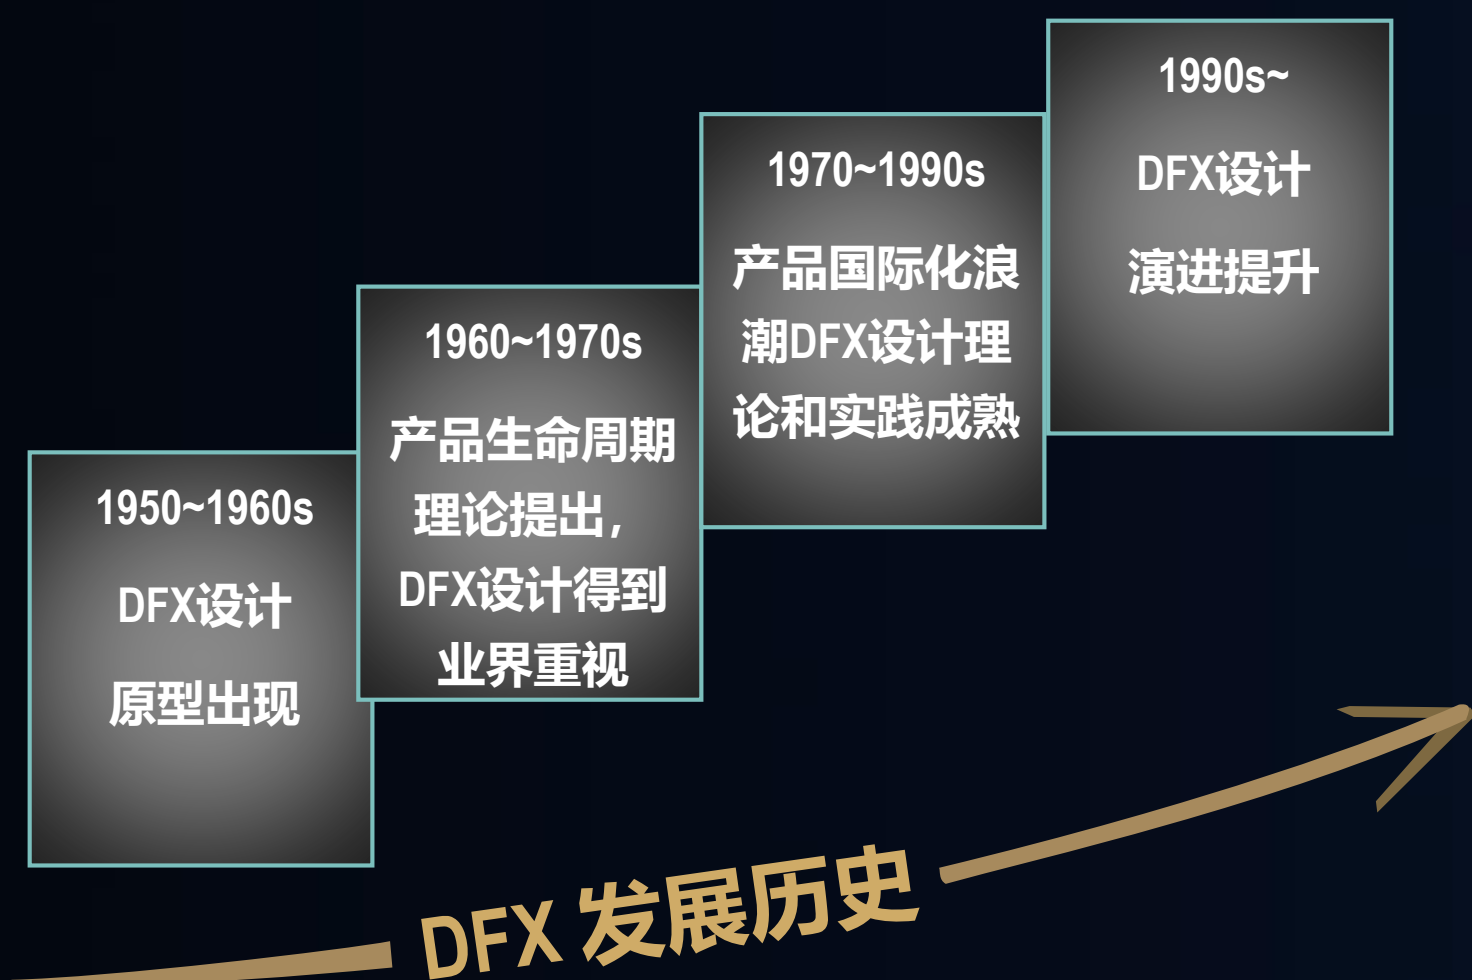 1950~1960s
DFX设计
原型出现
1960~1970s
产品生命周期
理论提出，
DFX设计得到
业界重视
1970~1990s
产品国际化浪
潮DFX设计理
论和实践成熟
1990s~
DFX设计
演进提升
DFX 发展历史